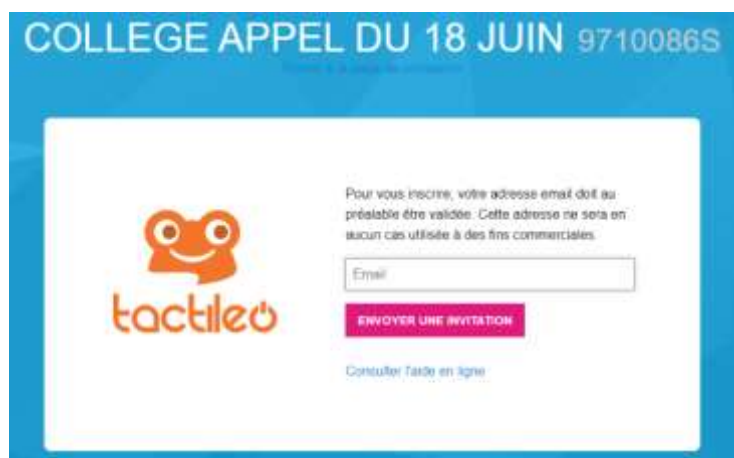 COLLEGE APPEL DU 18 JUIN 9710086S
Pour vous inscrire, votre adresse email doit au
préalable être validée. Cette adresse ne sera en
aucun cas utilisée à des fins commerciales.
Email
tactileo
ENVOYER UNE INVITATION
Consulter l'aide en ligne